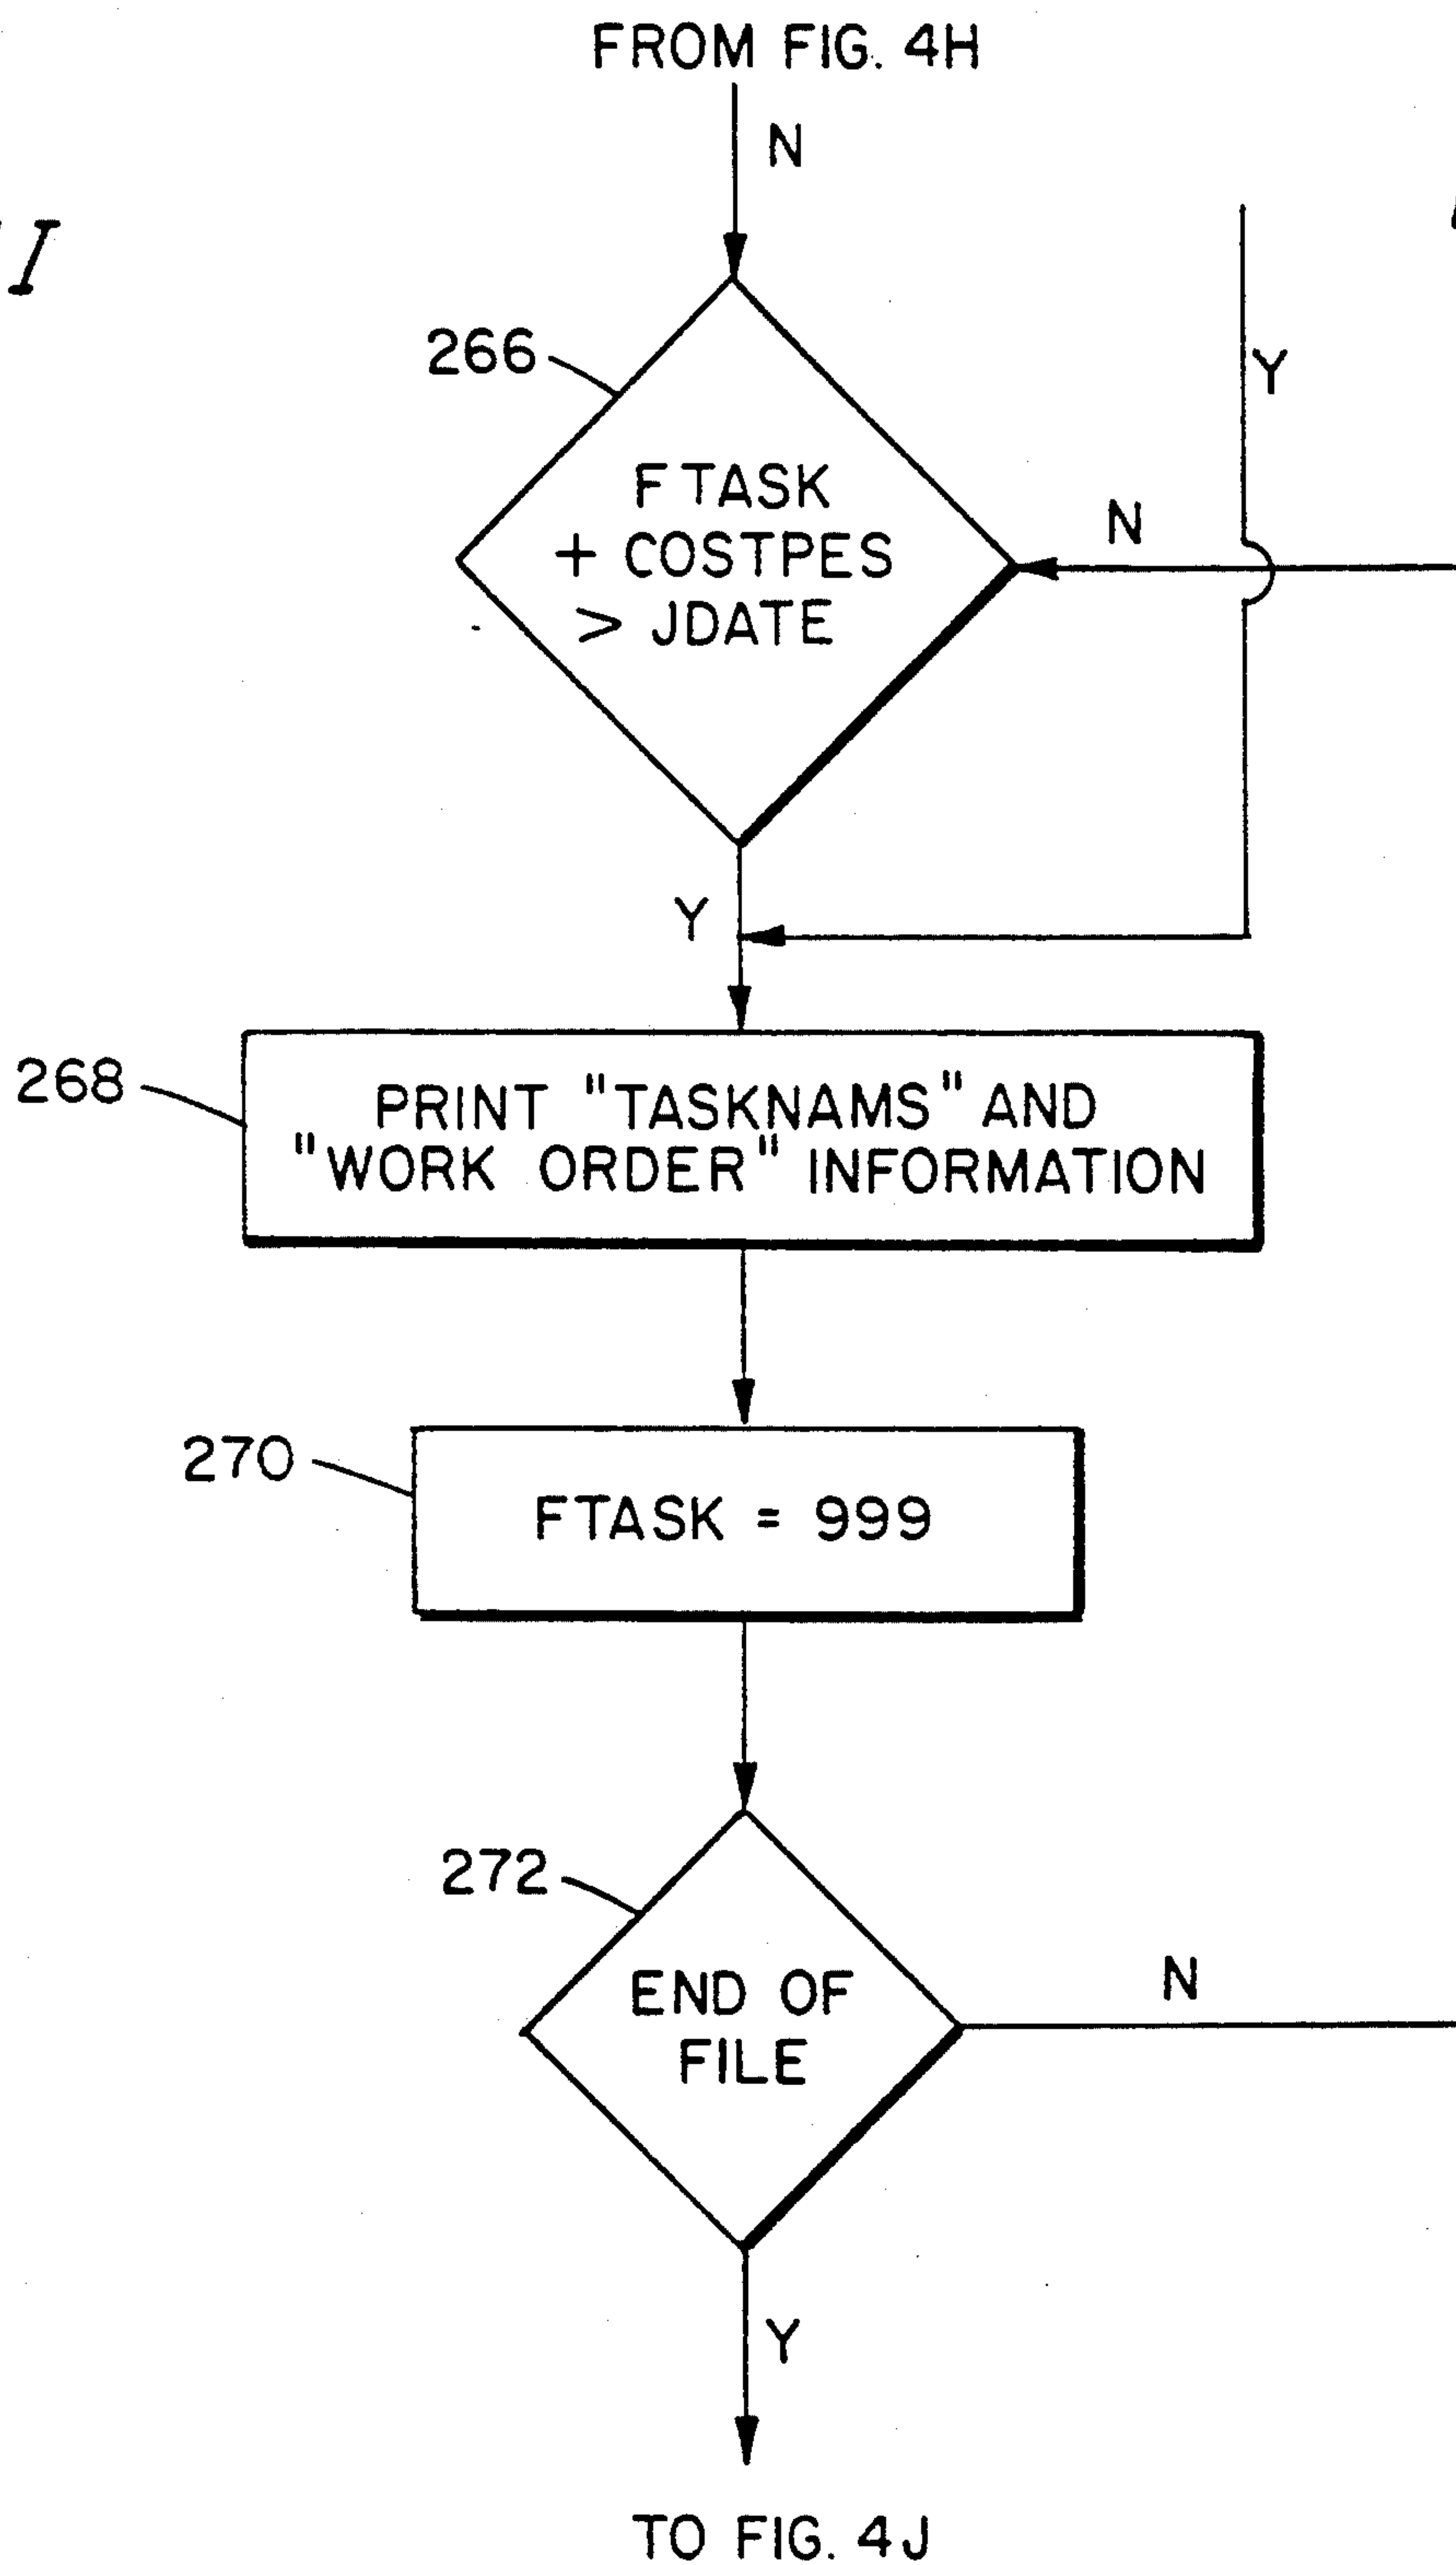 FROM FIG. 4H
N
I
Y
266
FTASK
+ COSTPES
> JDATE
N
Y
268
PRINT "TASKNAMS" AND
"WORK ORDER" INFORMATION
270
FTASK = 999
272
END OF
FILE
N
Y
TO FIG. 4J